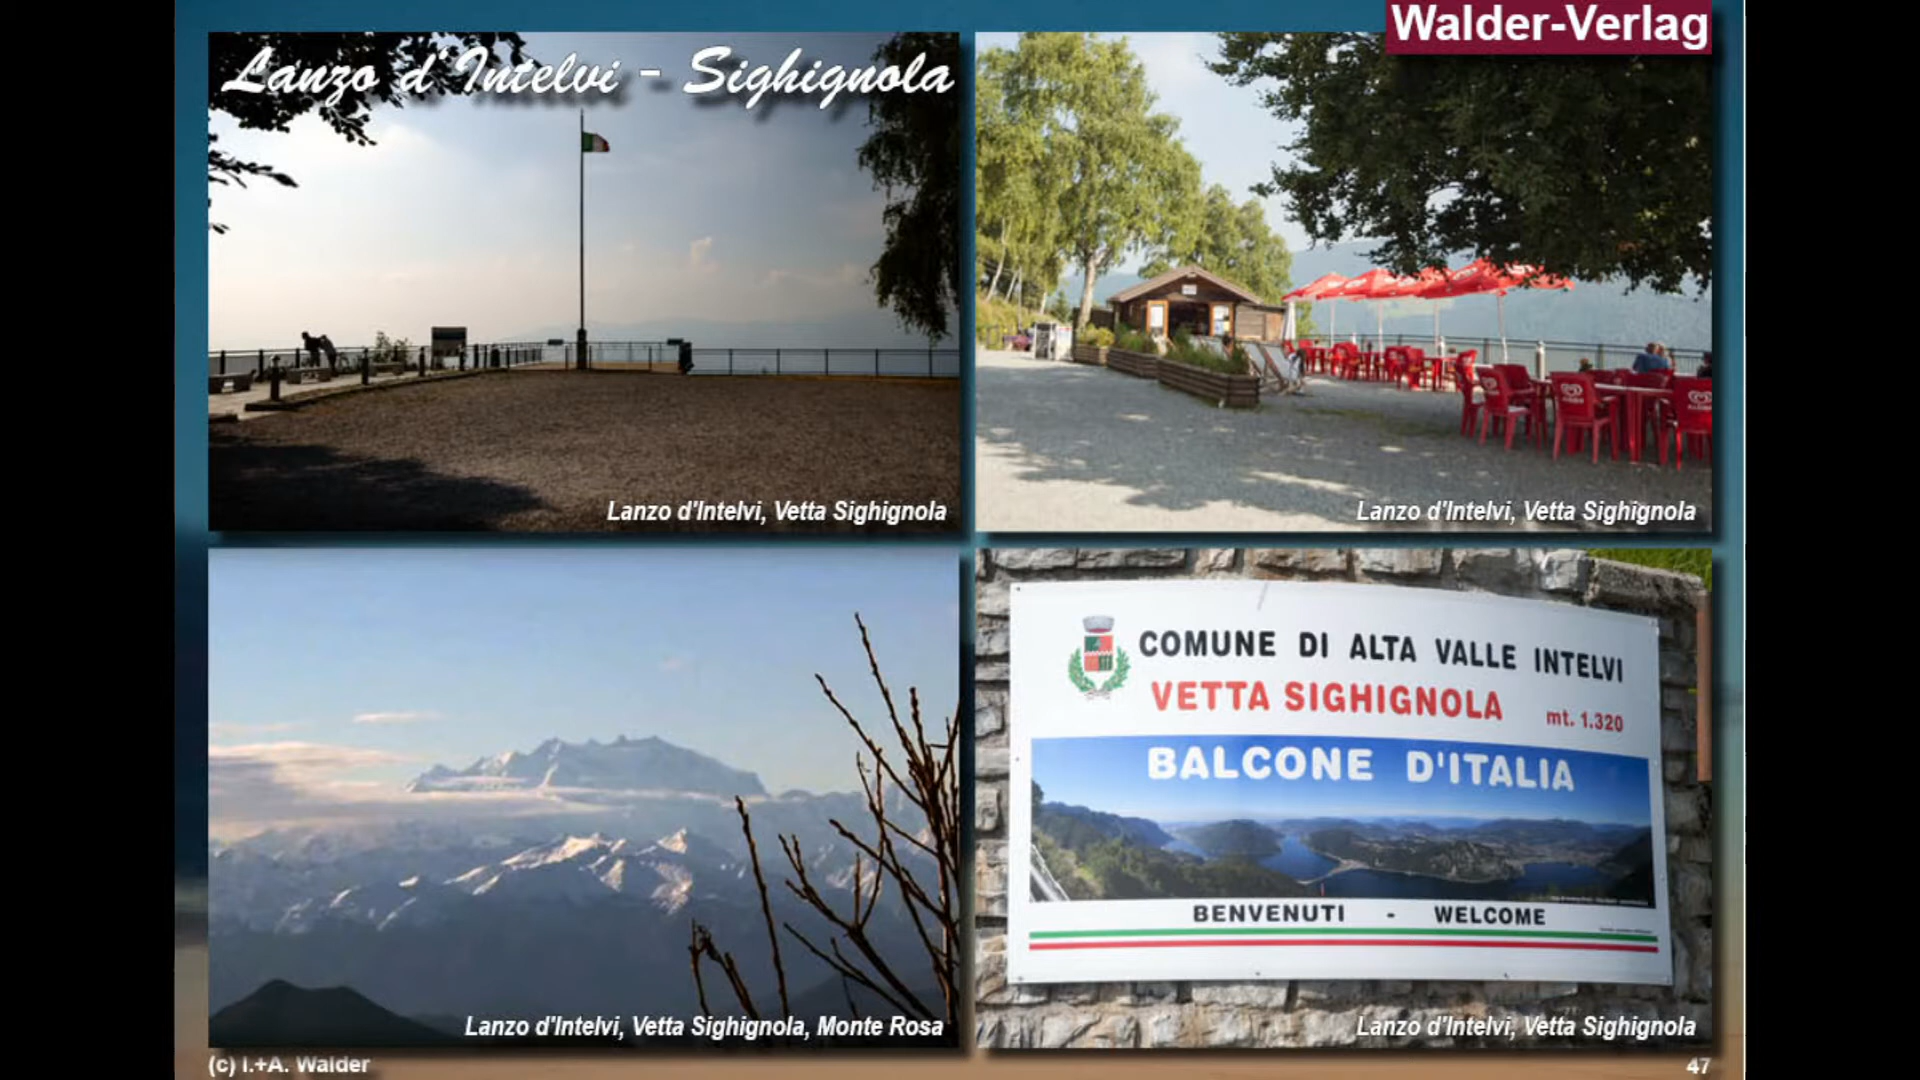 Walder-Verlag
Lanzo d'Intelvi - Sighignola
Lanzo d'Intelvi, Vetta Sighignola
Lanzo d'Intelvi, Vetta Sighignola
Lanzo d'Intelvi, Vetta Sighignola, Monte Rosa
COMUNE DI ALTA VALLE INTELVI
VETTA SIGHIGNOLA mt. 1.320
BALCONE D'ITALIA
BENVENUTI - WELCOME
Lanzo d'Intelvi, Vetta Sighignola
(c) I.+A. Walder
47